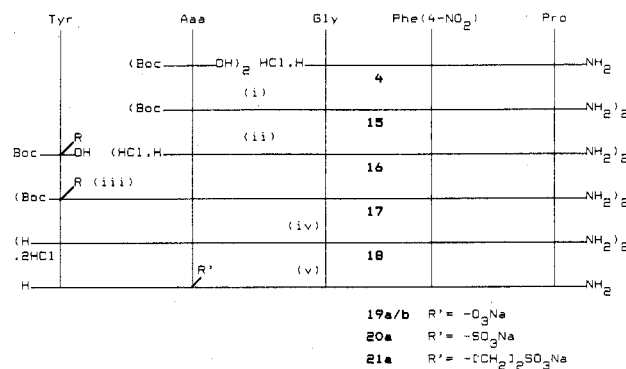 Tyr Aaa Gly Phe(4-NO2) Pro
(Boc OH)2 HCl.H NH2
4
(i)
(Boc NH2)2
15
R (ii)
Boc OH (HCl.H NH2)2
16
R (iii)
(Boc NH2)2
17
(iv)
(H NH2)2
.2HCl 18
R' (v)
H NH2
19a/b R'= -O3Na
20a R'= -SO3Na
21a R'= -[CH2]2SO3Na